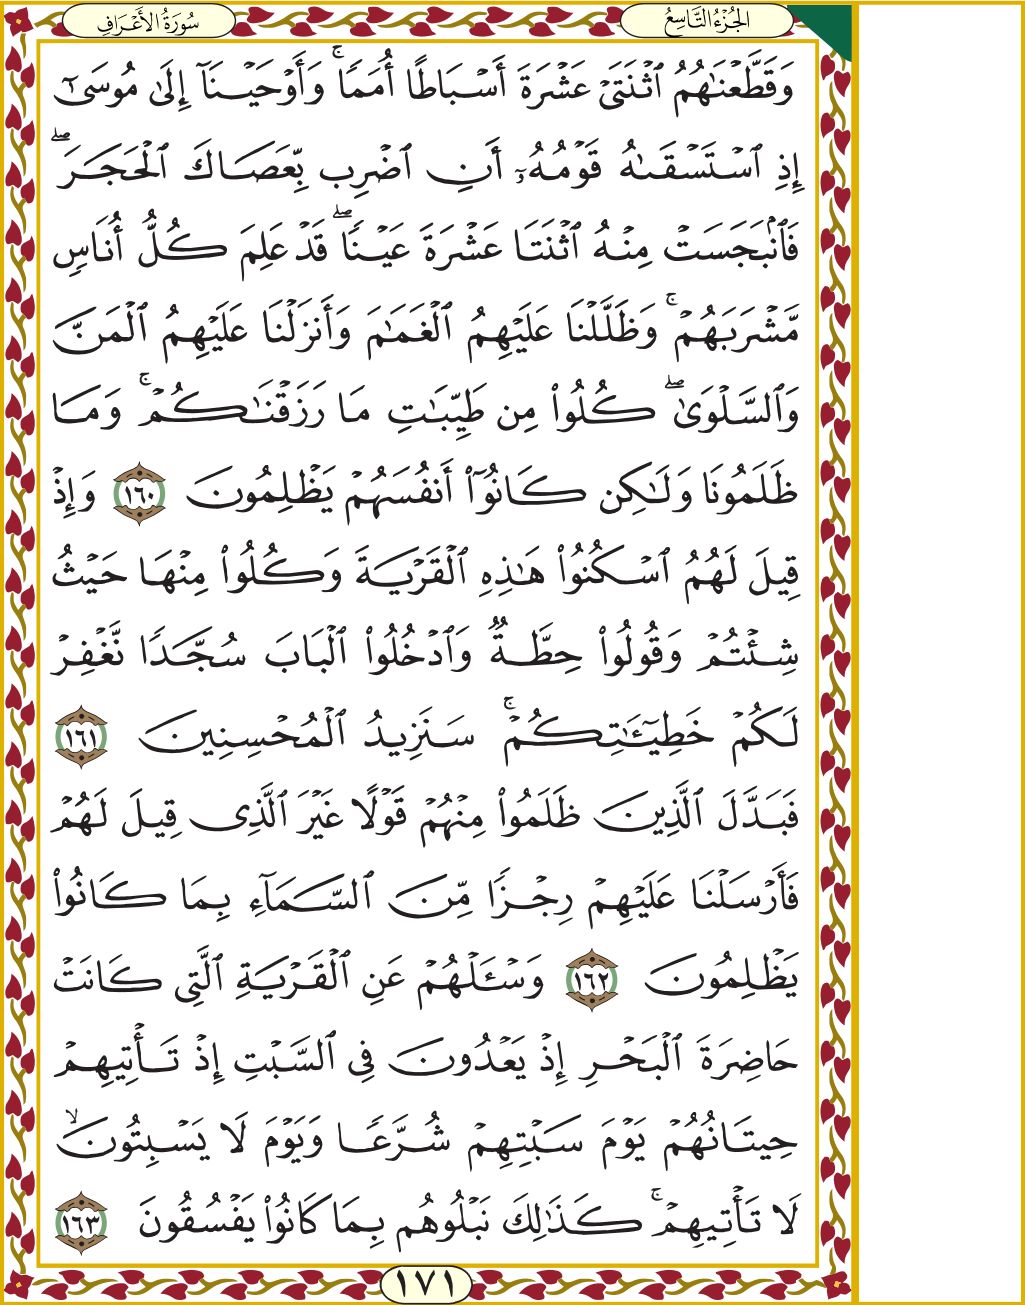 الجُزْءُ التَّاسِعُ
سُورَةُ الأَعْرَافِ
وَقَطَّعْنَٰهُمُ ٱثْنَتَىْ عَشْرَةَ أَسْبَاطًا أُمَمًا ۚ وَأَوْحَيْنَآ إِلَىٰ مُوسَىٰٓ
إِذِ ٱسْتَسْقَىٰهُ قَوْمُهُۥٓ أَنِ ٱضْرِب بِّعَصَاكَ ٱلْحَجَرَ ۖ
فَٱنۢبَجَسَتْ مِنْهُ ٱثْنَتَا عَشْرَةَ عَيْنًا ۖ قَدْ عَلِمَ كُلُّ أُنَاسٍ
مَّشْرَبَهُمْ ۚ وَظَلَّلْنَا عَلَيْهِمُ ٱلْغَمَٰمَ وَأَنزَلْنَا عَلَيْهِمُ ٱلْمَنَّ
وَٱلسَّلْوَىٰ ۖ كُلُوا۟ مِن طَيِّبَٰتِ مَا رَزَقْنَٰكُمْ ۚ وَمَا
ظَلَمُونَا وَلَٰكِن كَانُوٓا۟ أَنفُسَهُمْ يَظْلِمُونَ ١٦٠ وَإِذْ
قِيلَ لَهُمُ ٱسْكُنُوا۟ هَٰذِهِ ٱلْقَرْيَةَ وَكُلُوا۟ مِنْهَا حَيْثُ
شِئْتُمْ وَقُولُوا۟ حِطَّةٌ وَٱدْخُلُوا۟ ٱلْبَابَ سُجَّدًا نَّغْفِرْ
لَكُمْ خَطِيٓـَٰٔتِكُمْ ۚ سَنَزِيدُ ٱلْمُحْسِنِينَ ١٦١
فَبَدَّلَ ٱلَّذِينَ ظَلَمُوا۟ مِنْهُمْ قَوْلًا غَيْرَ ٱلَّذِى قِيلَ لَهُمْ
فَأَرْسَلْنَا عَلَيْهِمْ رِجْزًا مِّنَ ٱلسَّمَآءِ بِمَا كَانُوا۟
يَظْلِمُونَ ١٦٢ وَسْـَٔلْهُمْ عَنِ ٱلْقَرْيَةِ ٱلَّتِى كَانَتْ
حَاضِرَةَ ٱلْبَحْرِ إِذْ يَعْدُونَ فِى ٱلسَّبْتِ إِذْ تَأْتِيهِمْ
حِيتَانُهُمْ يَوْمَ سَبْتِهِمْ شُرَّعًا وَيَوْمَ لَا يَسْبِتُونَ ۙ
لَا تَأْتِيهِمْ ۚ كَذَٰلِكَ نَبْلُوهُم بِمَا كَانُوا۟ يَفْسُقُونَ ١٦٣
١٧١